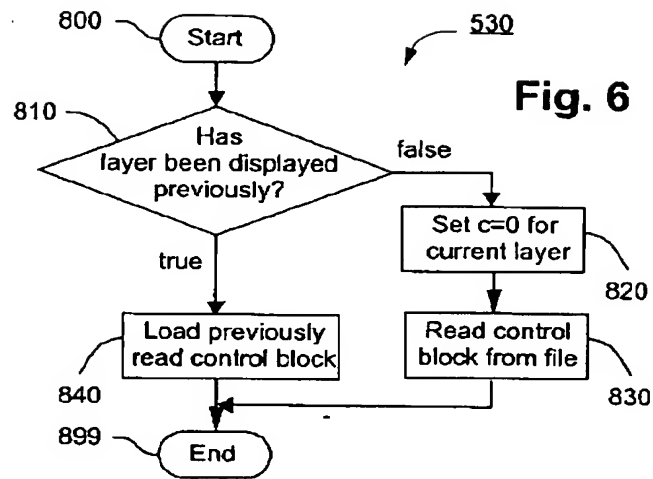 800
Start
530
Fig. 6
810
Has
layer been displayed
previously?
false
true
Set c=0 for
current layer
820
Load previously
read control block
840
Read control
block from file
830
899
End